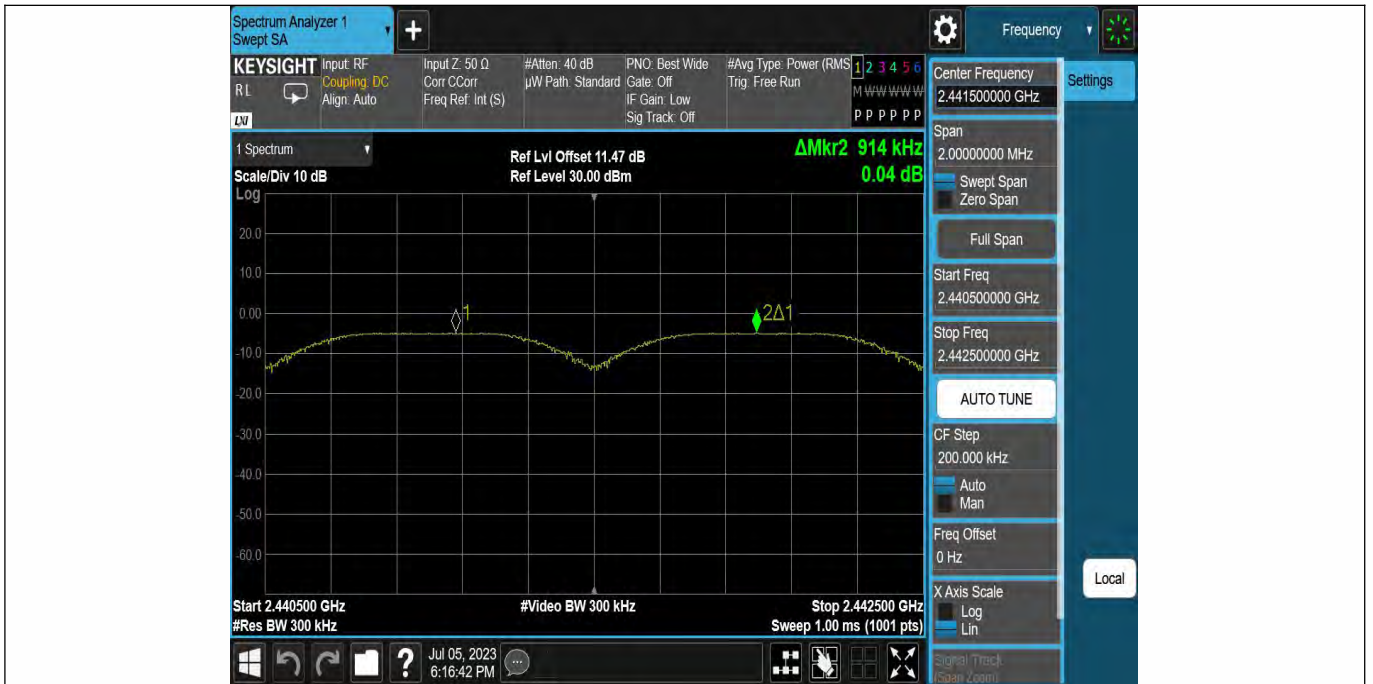 Spectrum Analyzer 1
Swept SA
+
Frequency
KEYSIGHT
RL
LXI
Input: RF
Coupling: DC
Align: Auto
Input Z: 50 Ω
Corr CCorr
Freq Ref: Int (S)
#Atten: 40 dB
µW Path: Standard
PNO: Best Wide
Gate: Off
IF Gain: Low
Sig Track: Off
#Avg Type: Power (RMS
Trig: Free Run
1 2 3 4 5 6
M W W W W W
P P P P P P
1 Spectrum
Scale/Div 10 dB
Ref Lvl Offset 11.47 dB
Ref Level 30.00 dBm
ΔMkr2 914 kHz
0.04 dB
Log
20.0
10.0
0.00
-10.0
-20.0
-30.0
-40.0
-50.0
-60.0
1
2Δ1
Start 2.440500 GHz
#Res BW 300 kHz
#Video BW 300 kHz
Stop 2.442500 GHz
Sweep 1.00 ms (1001 pts)
?
Jul 05, 2023
6:16:42 PM
Center Frequency
2.441500000 GHz
Settings
Span
2.00000000 MHz
Swept Span
Zero Span
Full Span
Start Freq
2.440500000 GHz
Stop Freq
2.442500000 GHz
AUTO TUNE
CF Step
200.000 kHz
Auto
Man
Freq Offset
0 Hz
X Axis Scale
Log
Lin
Local
Signal Track
(Span Zoom)